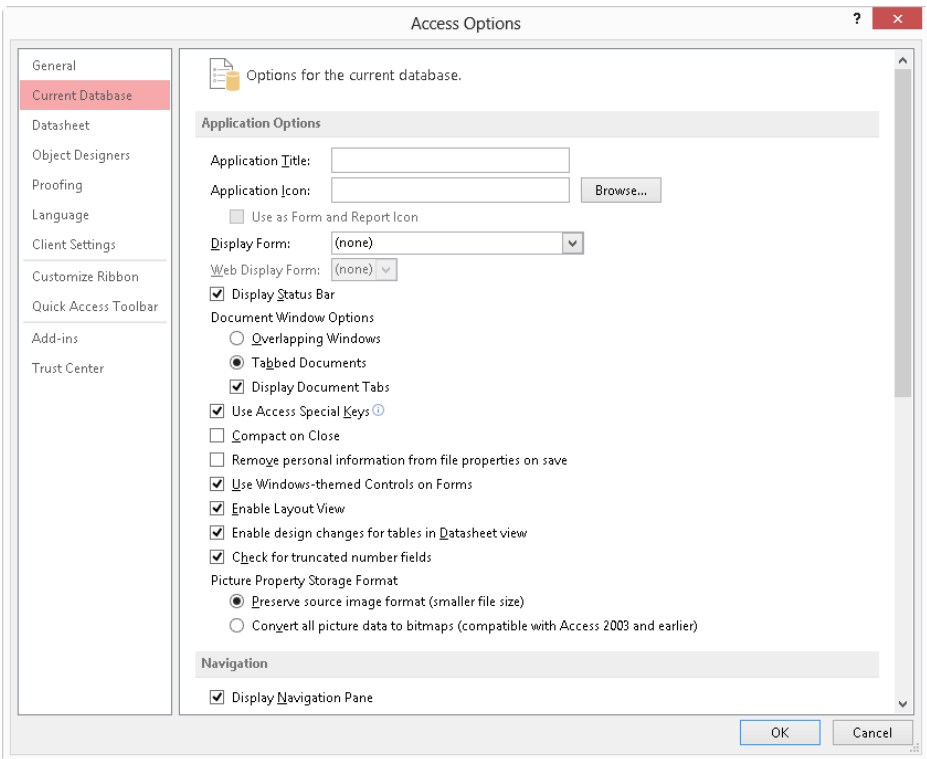 Access Options
?
General
Current Database
Datasheet
Object Designers
Proofing
Language
Client Settings
Customize Ribbon
Quick Access Toolbar
Add-ins
Trust Center
Options for the current database.
Application Options
Application Title:
Application Icon:
Browse...
Use as Form and Report Icon
Display Form: (none)
Web Display Form: (none)
Display Status Bar
Document Window Options
Overlapping Windows
Tabbed Documents
Display Document Tabs
Use Access Special Keys
Compact on Close
Remove personal information from file properties on save
Use Windows-themed Controls on Forms
Enable Layout View
Enable design changes for tables in Datasheet view
Check for truncated number fields
Picture Property Storage Format
Preserve source image format (smaller file size)
Convert all picture data to bitmaps (compatible with Access 2003 and earlier)
Navigation
Display Navigation Pane
OK
Cancel